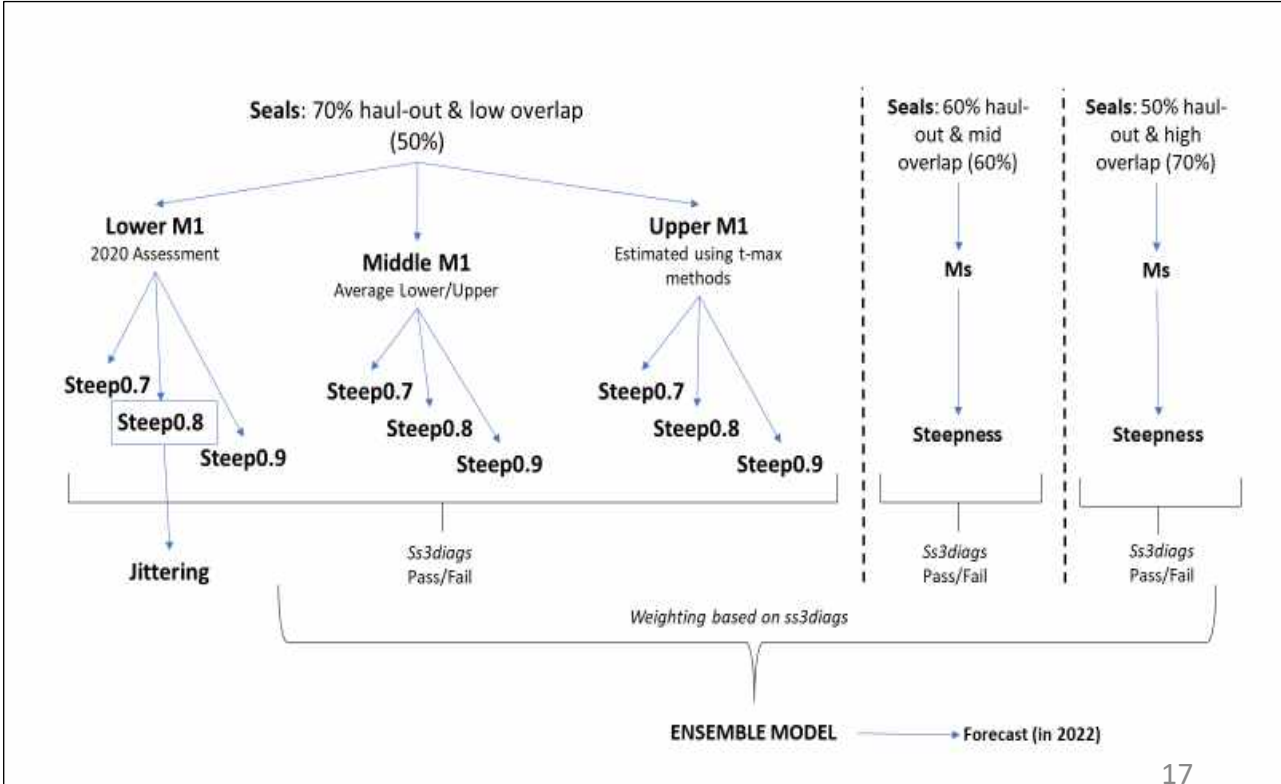 Seals: 70% haul-out & low overlap
(50%)
Lower M1
2020 Assessment
Middle M1
Average Lower/Upper
Upper M1
Estimated using t-max
methods
Steep0.7
Steep0.8
Steep0.9
Steep0.7
Steep0.8
Steep0.9
Steep0.7
Steep0.8
Steep0.9
Jittering
Ss3diags
Pass/Fail
Seals: 60% haul-
out & mid
overlap (60%)
Ms
Steepness
Ss3diags
Pass/Fail
Seals: 50% haul-
out & high
overlap (70%)
Ms
Steepness
Ss3diags
Pass/Fail
Weighting based on ss3diags
ENSEMBLE MODEL
Forecast (in 2022)
17